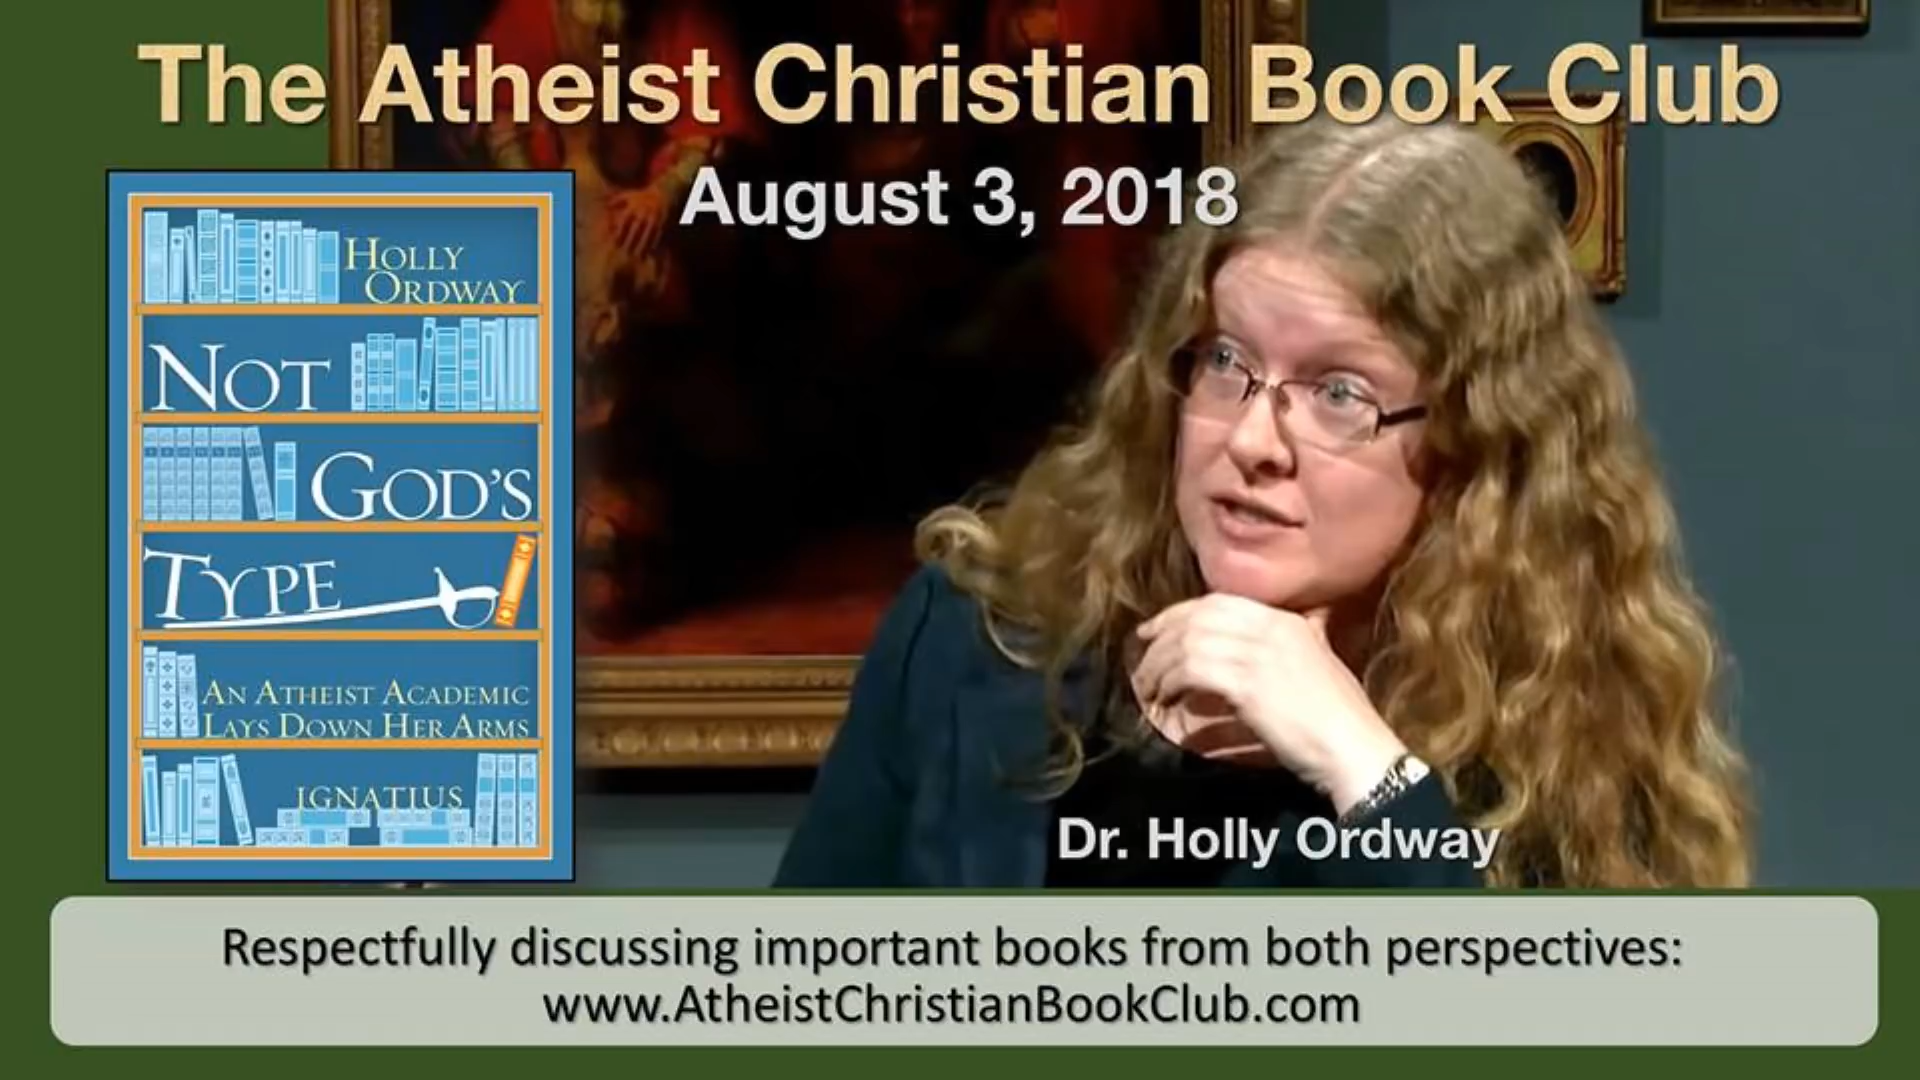 The Atheist Christian Book Club
August 3, 2018
HOLLY
ORDWAY
NOT
GOD'S
TYPE
AN ATHEIST ACADEMIC
LAYS DOWN HER ARMS
IGNATIUS
Dr. Holly Ordway
Respectfully discussing important books from both perspectives:
www.AtheistChristianBookClub.com